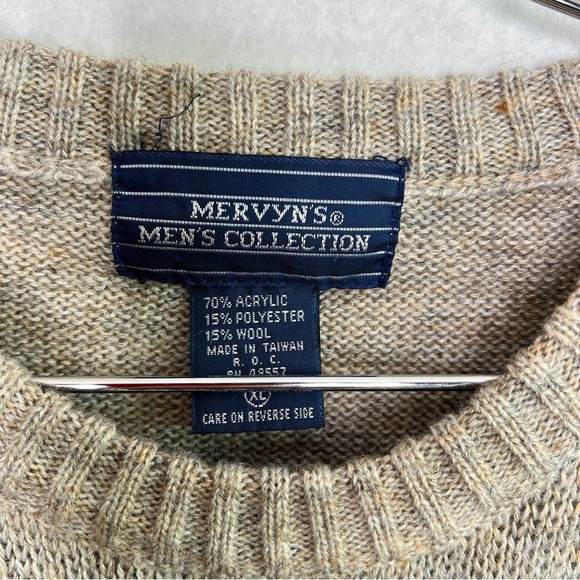 MERVYN'S®
MEN'S COLLECTION
70% ACRYLIC
15% POLYESTER
15% WOOL
MADE IN TAIWAN
R. O. C.
XL
CARE ON REVERSE SIDE